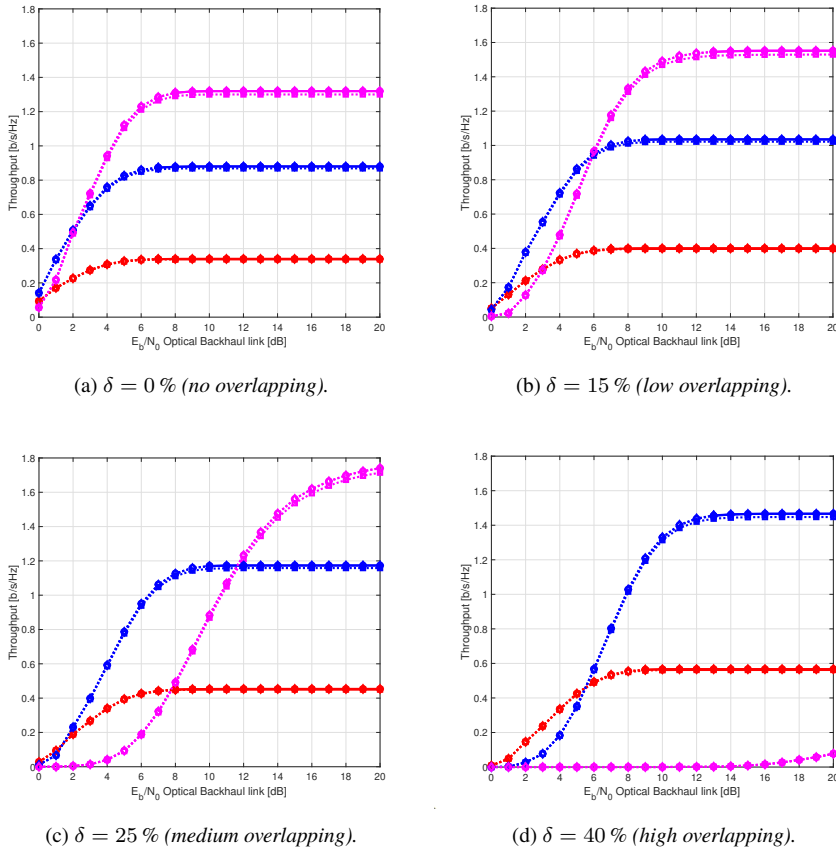 1.8
1.6
1.4
1.2
1
0.8
0.6
0.4
0.2
0
Throughput [b/s/Hz]
0 2 4 6 8 10 12 14 16 18 20
E_b/N_0 Optical Backhaul link [dB]
(a) δ = 0 % (no overlapping).
1.8
1.6
1.4
1.2
1
0.8
0.6
0.4
0.2
0
Throughput [b/s/Hz]
0 2 4 6 8 10 12 14 16 18 20
E_b/N_0 Optical Backhaul link [dB]
(b) δ = 15 % (low overlapping).
1.8
1.6
1.4
1.2
1
0.8
0.6
0.4
0.2
0
Throughput [b/s/Hz]
0 2 4 6 8 10 12 14 16 18 20
E_b/N_0 Optical Backhaul link [dB]
(c) δ = 25 % (medium overlapping).
1.8
1.6
1.4
1.2
1
0.8
0.6
0.4
0.2
0
Throughput [b/s/Hz]
0 2 4 6 8 10 12 14 16 18 20
E_b/N_0 Optical Backhaul link [dB]
(d) δ = 40 % (high overlapping).